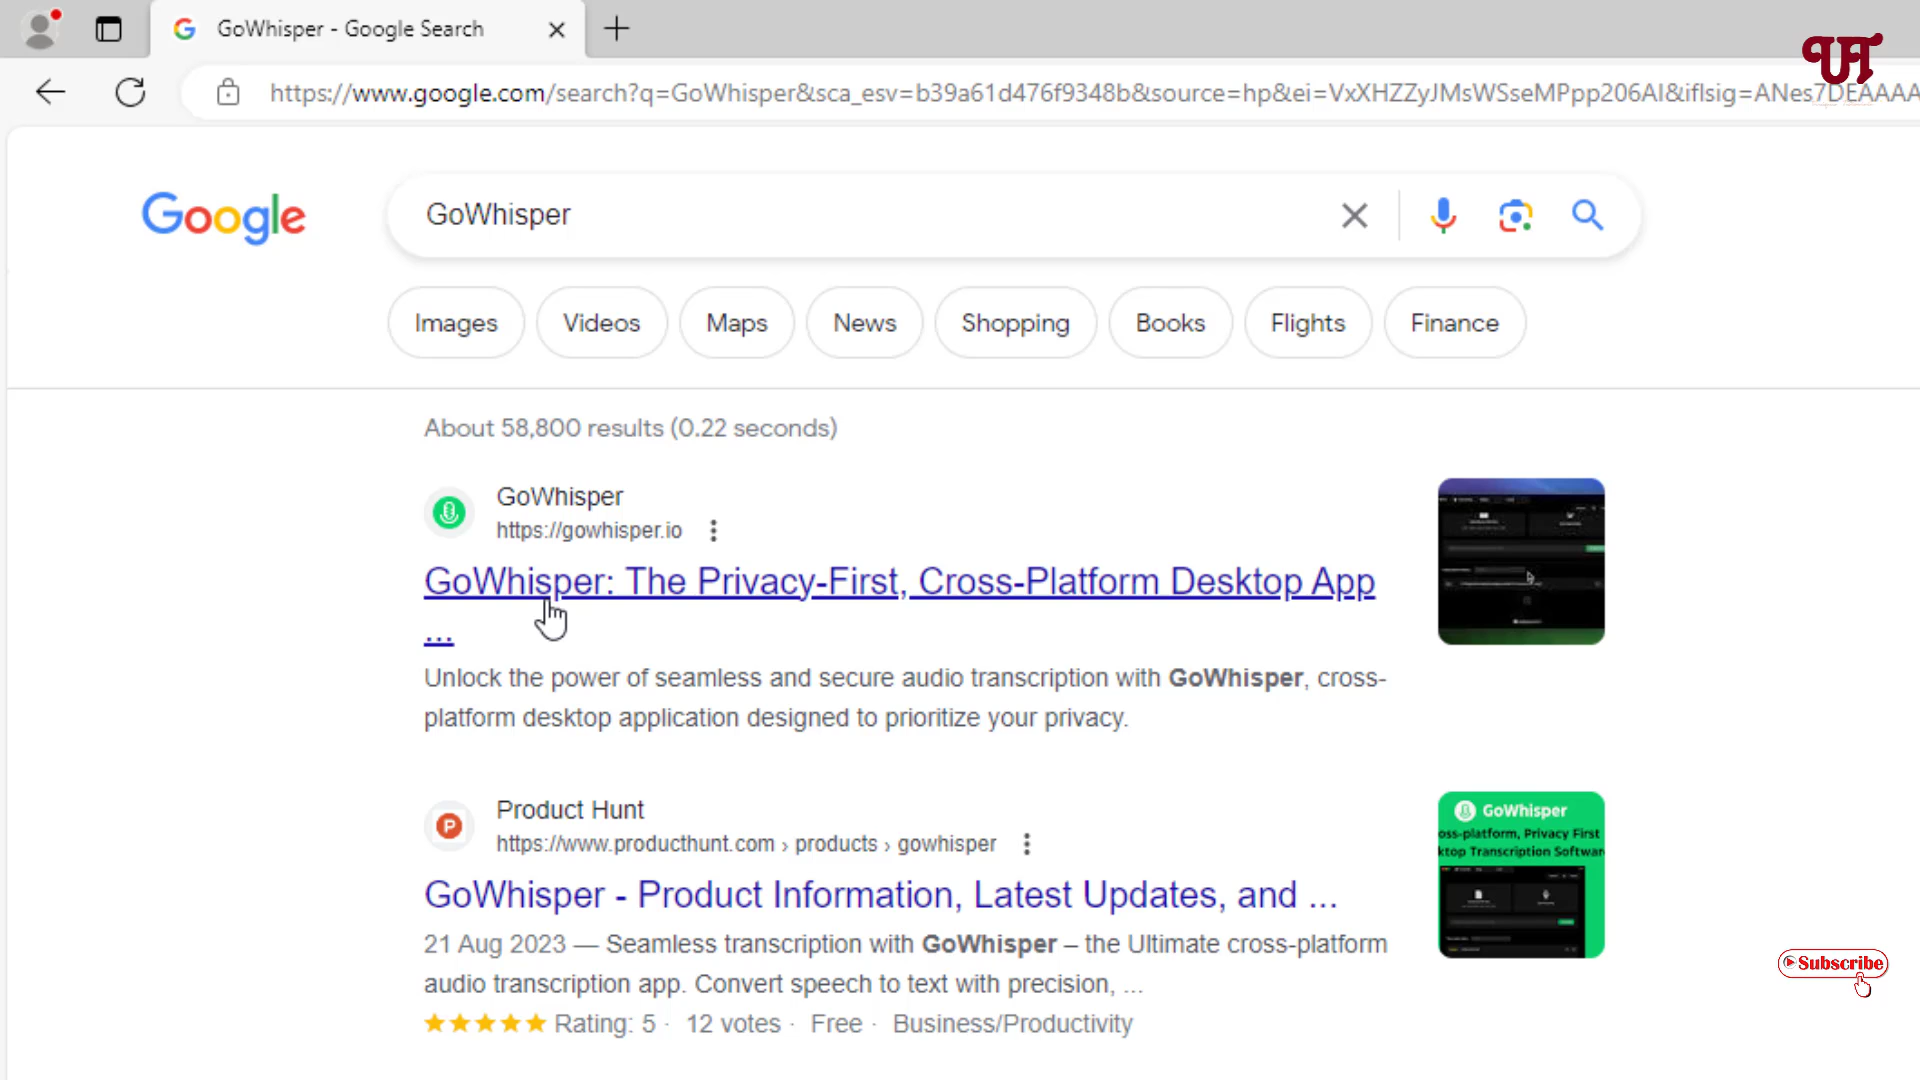 GoWhisper - Google Search
UT
https://www.google.com/search?q=GoWhisper&sca_esv=b39a61d476f9348b&source=hp&ei=VxXHZZyJMsWSseMPpp206AI&iflsig=ANes7DEAAAA
Google
GoWhisper
Images Videos Maps News Shopping Books Flights Finance
About 58,800 results (0.22 seconds)
GoWhisper
https://gowhisper.io
GoWhisper: The Privacy-First, Cross-Platform Desktop App
...
Unlock the power of seamless and secure audio transcription with GoWhisper, cross-
platform desktop application designed to prioritize your privacy.
Product Hunt
https://www.producthunt.com › products › gowhisper
GoWhisper - Product Information, Latest Updates, and ...
21 Aug 2023 — Seamless transcription with GoWhisper – the Ultimate cross-platform
audio transcription app. Convert speech to text with precision, ...
Rating: 5 · 12 votes · Free · Business/Productivity
GoWhisper
oss-platform, Privacy First
ktop Transcription Softwar
Subscribe